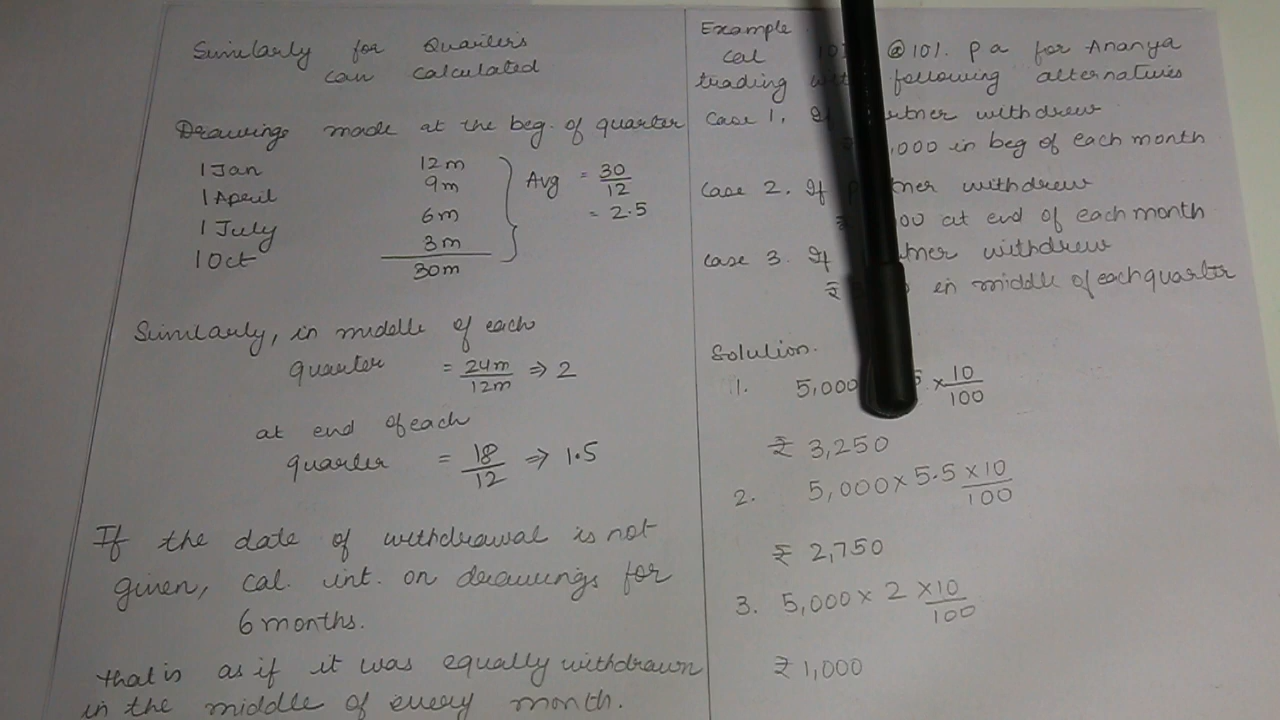 Similarly for Quarters
can calculated
Drawings made at the beg. of quarter
1 Jan 12m
1 April 9m
1 July 6m
1 Oct 3m
30m
Avg = 30/12
= 2.5
Similarly, in middle of each
quarter = 24m/12m ⇒ 2
at end of each
quarter = 18/12 ⇒ 1.5
If the date of withdrawal is not
given, cal. int. on drawings for
6 months.
that is as if it was equally withdrawn
in the middle of every month.
Example
cal @10%. p a for Ananya
trading following alternatives
Case 1. withdrew
,000 in beg of each month
Case 2. If withdrew
₹ 00 at end of each month
Case 3. If withdrew
₹ in middle of each quarter
Solution.
1. 5,000 × 10/100
₹ 3,250
2. 5,000 × 5.5 × 10/100
₹ 2,750
3. 5,000 × 2 × 10/100
₹ 1,000